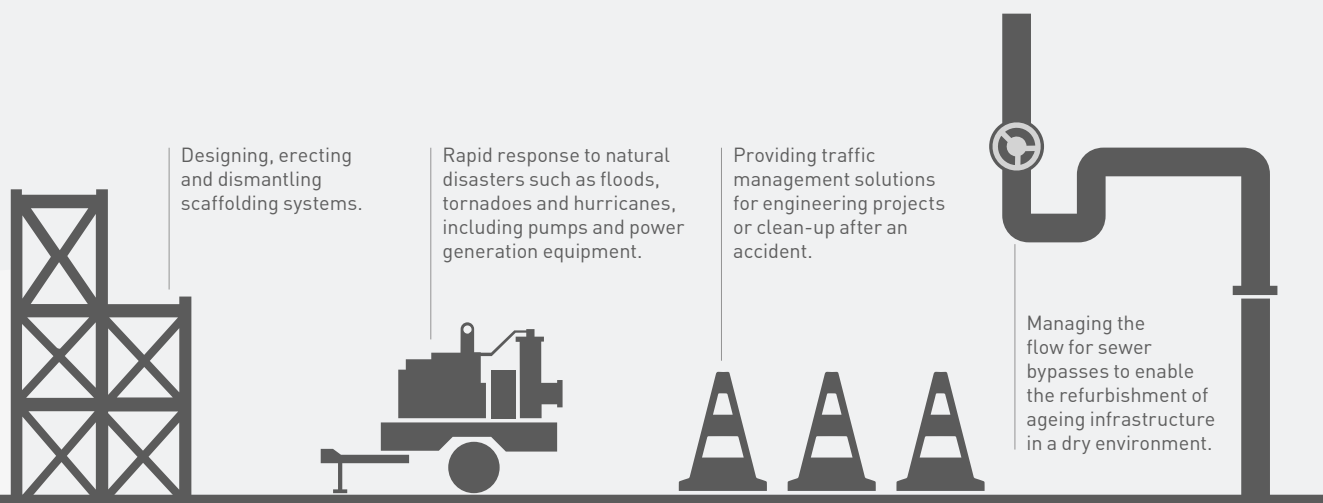 Designing, erecting
and dismantling
scaffolding systems.
Rapid response to natural
disasters such as floods,
tornadoes and hurricanes,
including pumps and power
generation equipment.
Providing traffic
management solutions
for engineering projects
or clean-up after an
accident.
Managing the
flow for sewer
bypasses to enable
the refurbishment of
ageing infrastructure
in a dry environment.